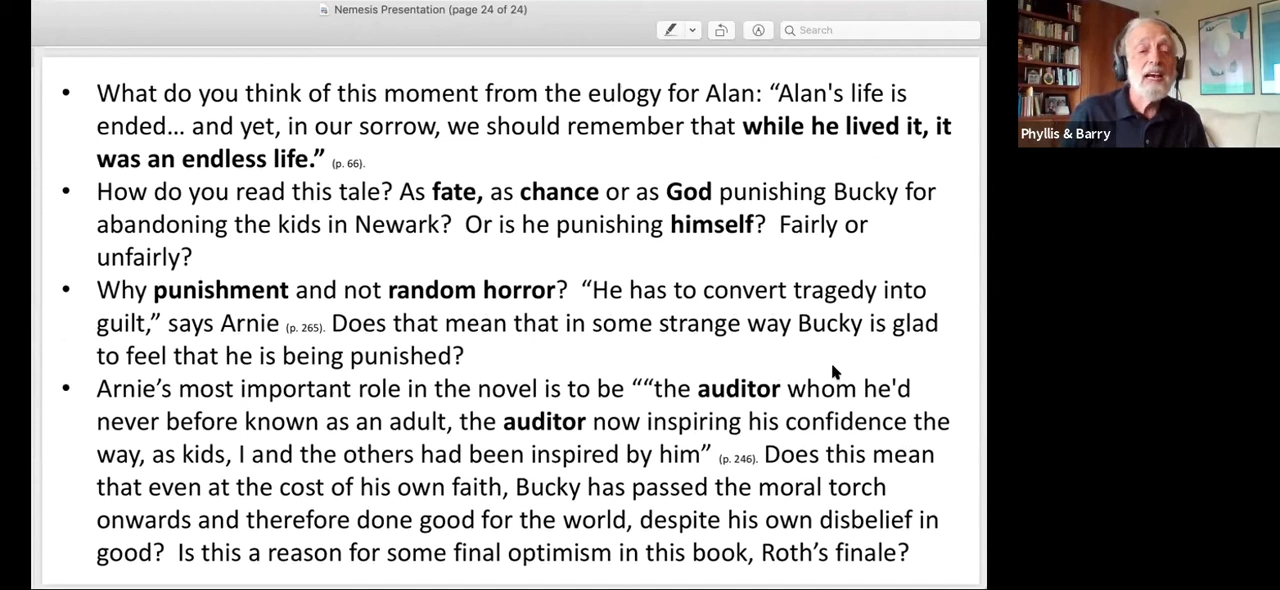 Nemesis Presentation (page 24 of 24)
Search
• What do you think of this moment from the eulogy for Alan: “Alan's life is
ended… and yet, in our sorrow, we should remember that while he lived it, it
was an endless life.” (p. 66).
• How do you read this tale? As fate, as chance or as God punishing Bucky for
abandoning the kids in Newark? Or is he punishing himself? Fairly or
unfairly?
• Why punishment and not random horror? “He has to convert tragedy into
guilt,” says Arnie (p. 265). Does that mean that in some strange way Bucky is glad
to feel that he is being punished?
• Arnie’s most important role in the novel is to be ““the auditor whom he'd
never before known as an adult, the auditor now inspiring his confidence the
way, as kids, I and the others had been inspired by him” (p. 246). Does this mean
that even at the cost of his own faith, Bucky has passed the moral torch
onwards and therefore done good for the world, despite his own disbelief in
good? Is this a reason for some final optimism in this book, Roth’s finale?
Phyllis & Barry